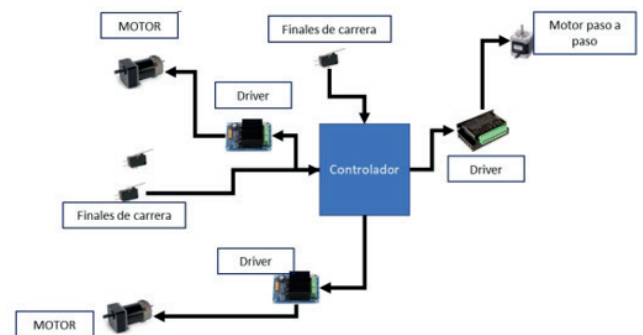 MOTOR
Finales de carrera
Motor paso a
paso
Driver
Controlador
Driver
Finales de carrera
Driver
MOTOR